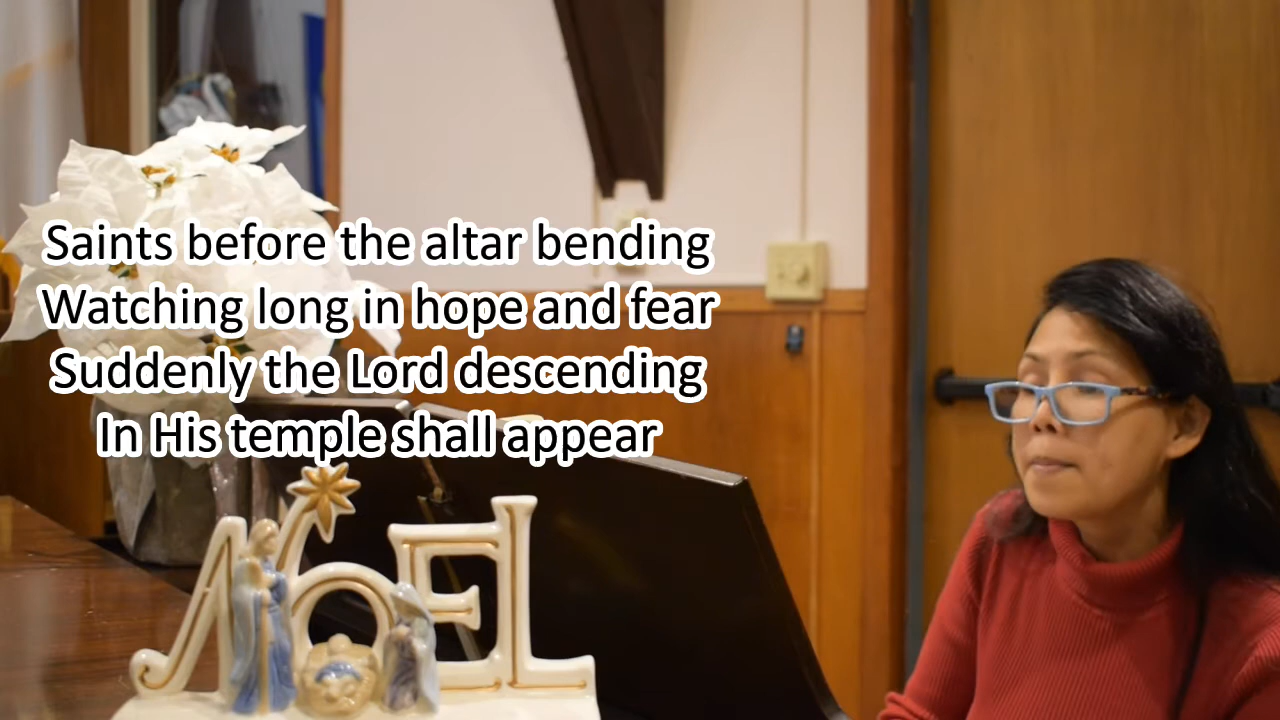 Saints before the altar bending
Watching long in hope and fear
Suddenly the Lord descending
In His temple shall appear
NOEL